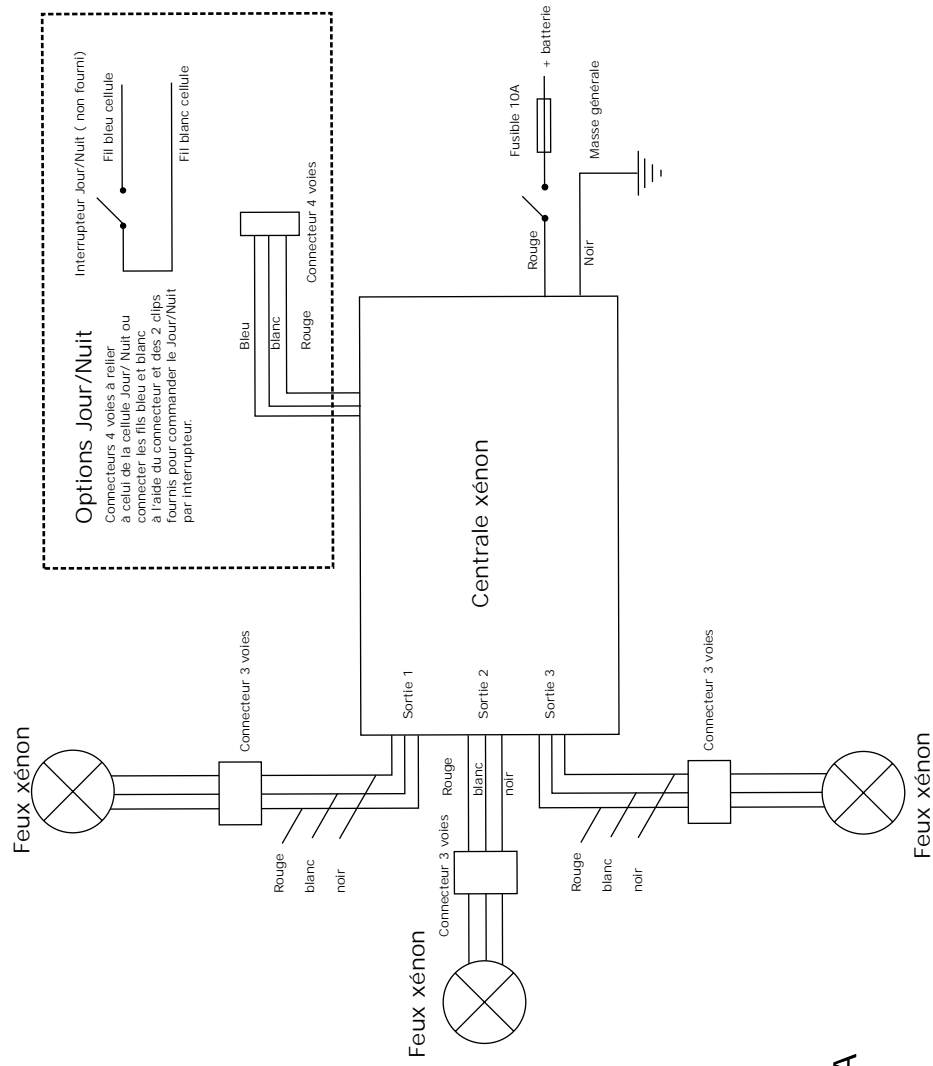 Options Jour/Nuit
Connecteurs 4 voies à relier
à celui de la cellule Jour/ Nuit ou
connecter les fils bleu et blanc
à l'aide du connecteur et des 2 clips
fournis pour commander le Jour/Nuit
par interrupteur.
Interrupteur Jour/Nuit ( non fourni)
Fil bleu cellule
Fil blanc cellule
Bleu
blanc
Rouge
Connecteur 4 voies
Feux xénon
Connecteur 3 voies
Rouge
blanc
noir
Sortie 1
Feux xénon
Connecteur 3 voies
Rouge
blanc
noir
Sortie 2
Centrale xénon
Rouge
Fusible 10A
+ batterie
Noir
Masse générale
Sortie 3
Rouge
blanc
noir
Connecteur 3 voies
Feux xénon
A